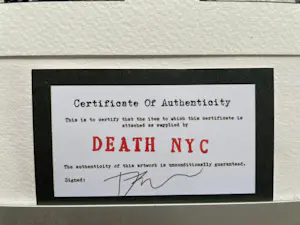 Certificate Of Authenticity
This is to certify that the item to which this certificate is
attached as supplied by
DEATH NYC
The authenticity of this artwork is unconditionally guaranteed.
Signed: